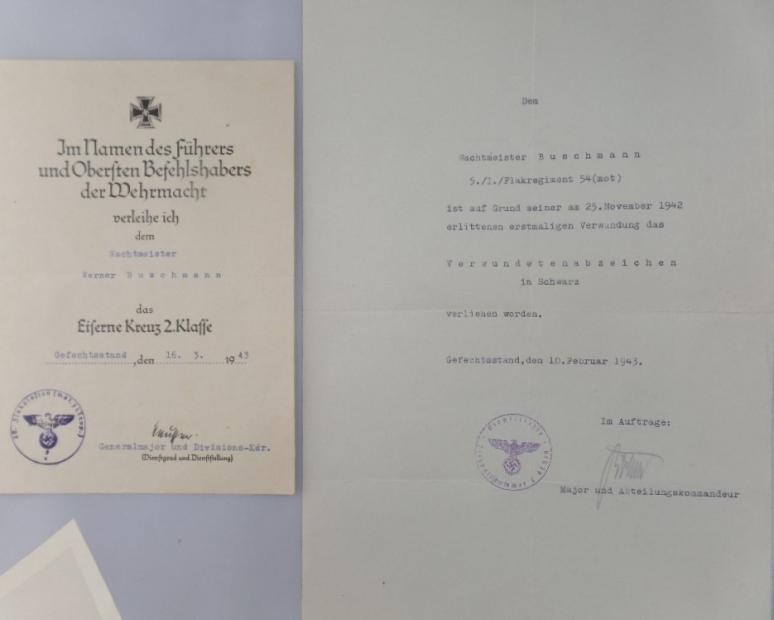 Im Namen des Führers
und Obersten Befehlshabers
der Wehrmacht
verleihe ich
dem
Wachtmeister
Werner B u s c h m a n n
das
Eiserne Kreuz 2.Klasse
Gefechtsstand ,den 16. 3. 1943
Generalmajor und Divisions-Kdr.
(Dienstgrad und Dienststellung)
Dem
Wachtmeister B u s c h m a n n
5./I./Flakregiment 54(mot)
ist auf Grund seiner am 25.November 1942
erlittenen erstmaligen Verwundung das
V e r w u n d e t e n a b z e i c h e n
in Schwarz
verliehen worden.
Gefechtsstand,den 10.Februar 1943.
Im Auftrage:
Major und Abteilungskommandeur